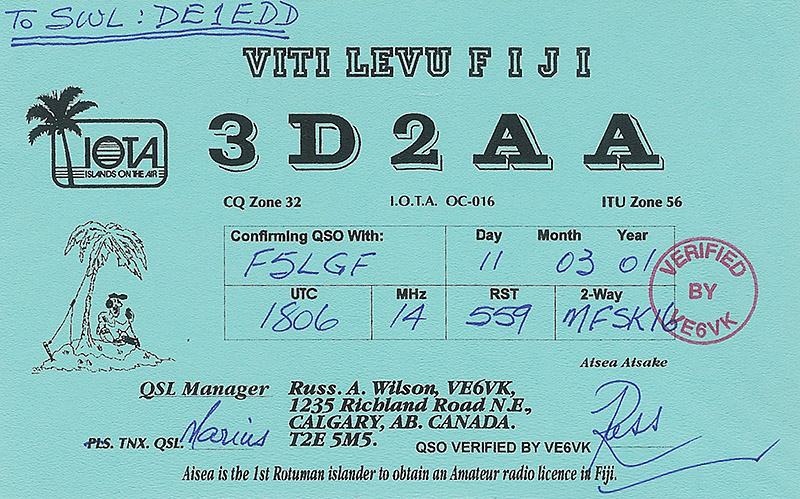 To SWL: DE1EDD
VITI LEVU FIJI
IOTA
ISLANDS ON THE AIR
3D2AA
CQ Zone 32 I.O.T.A. OC-016 ITU Zone 56
Confirming QSO With: Day Month Year
F5LGF 11 03 01
UTC MHz RST 2-Way
1806 14 559 MFSK16
VERIFIED
BY
VE6VK
Aisea Aisake
QSL Manager Russ. A. Wilson, VE6VK,
1235 Richland Road N.E,
CALGARY, AB. CANADA.
T2E 5M5.
PLS. TNX. QSL. Marius
QSO VERIFIED BY VE6VK Russ
Aisea is the 1st Rotuman islander to obtain an Amateur radio licence in Fiji.